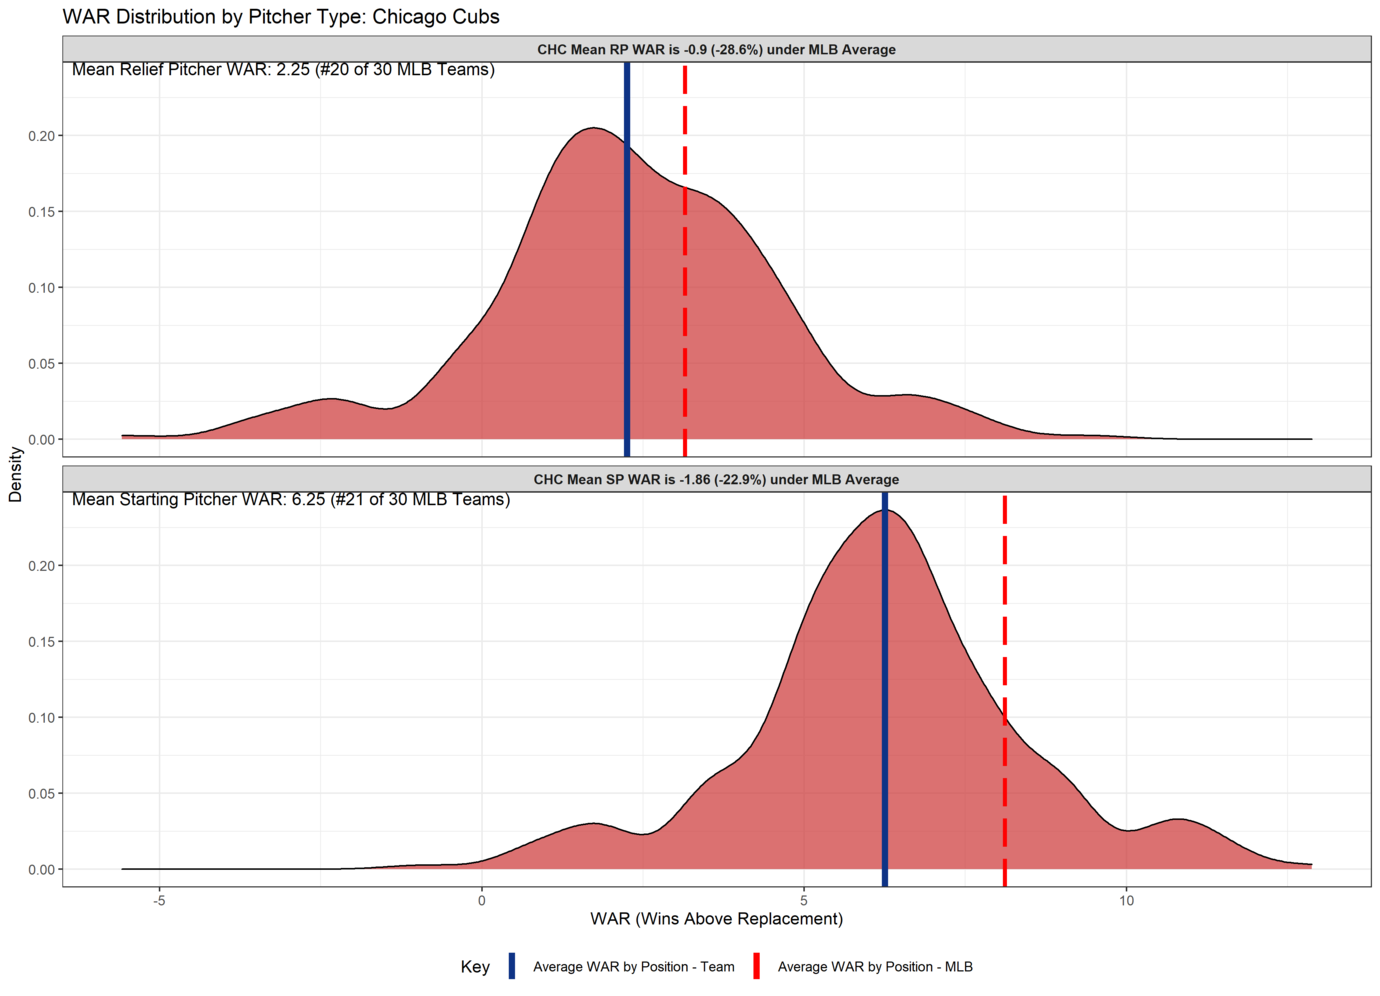 WAR Distribution by Pitcher Type: Chicago Cubs
CHC Mean RP WAR is -0.9 (-28.6%) under MLB Average
Mean Relief Pitcher WAR: 2.25 (#20 of 30 MLB Teams)
0.20
0.15
0.10
0.05
0.00
Density
CHC Mean SP WAR is -1.86 (-22.9%) under MLB Average
Mean Starting Pitcher WAR: 6.25 (#21 of 30 MLB Teams)
0.20
0.15
0.10
0.05
0.00
-5 0 5 10
WAR (Wins Above Replacement)
Key Average WAR by Position - Team Average WAR by Position - MLB